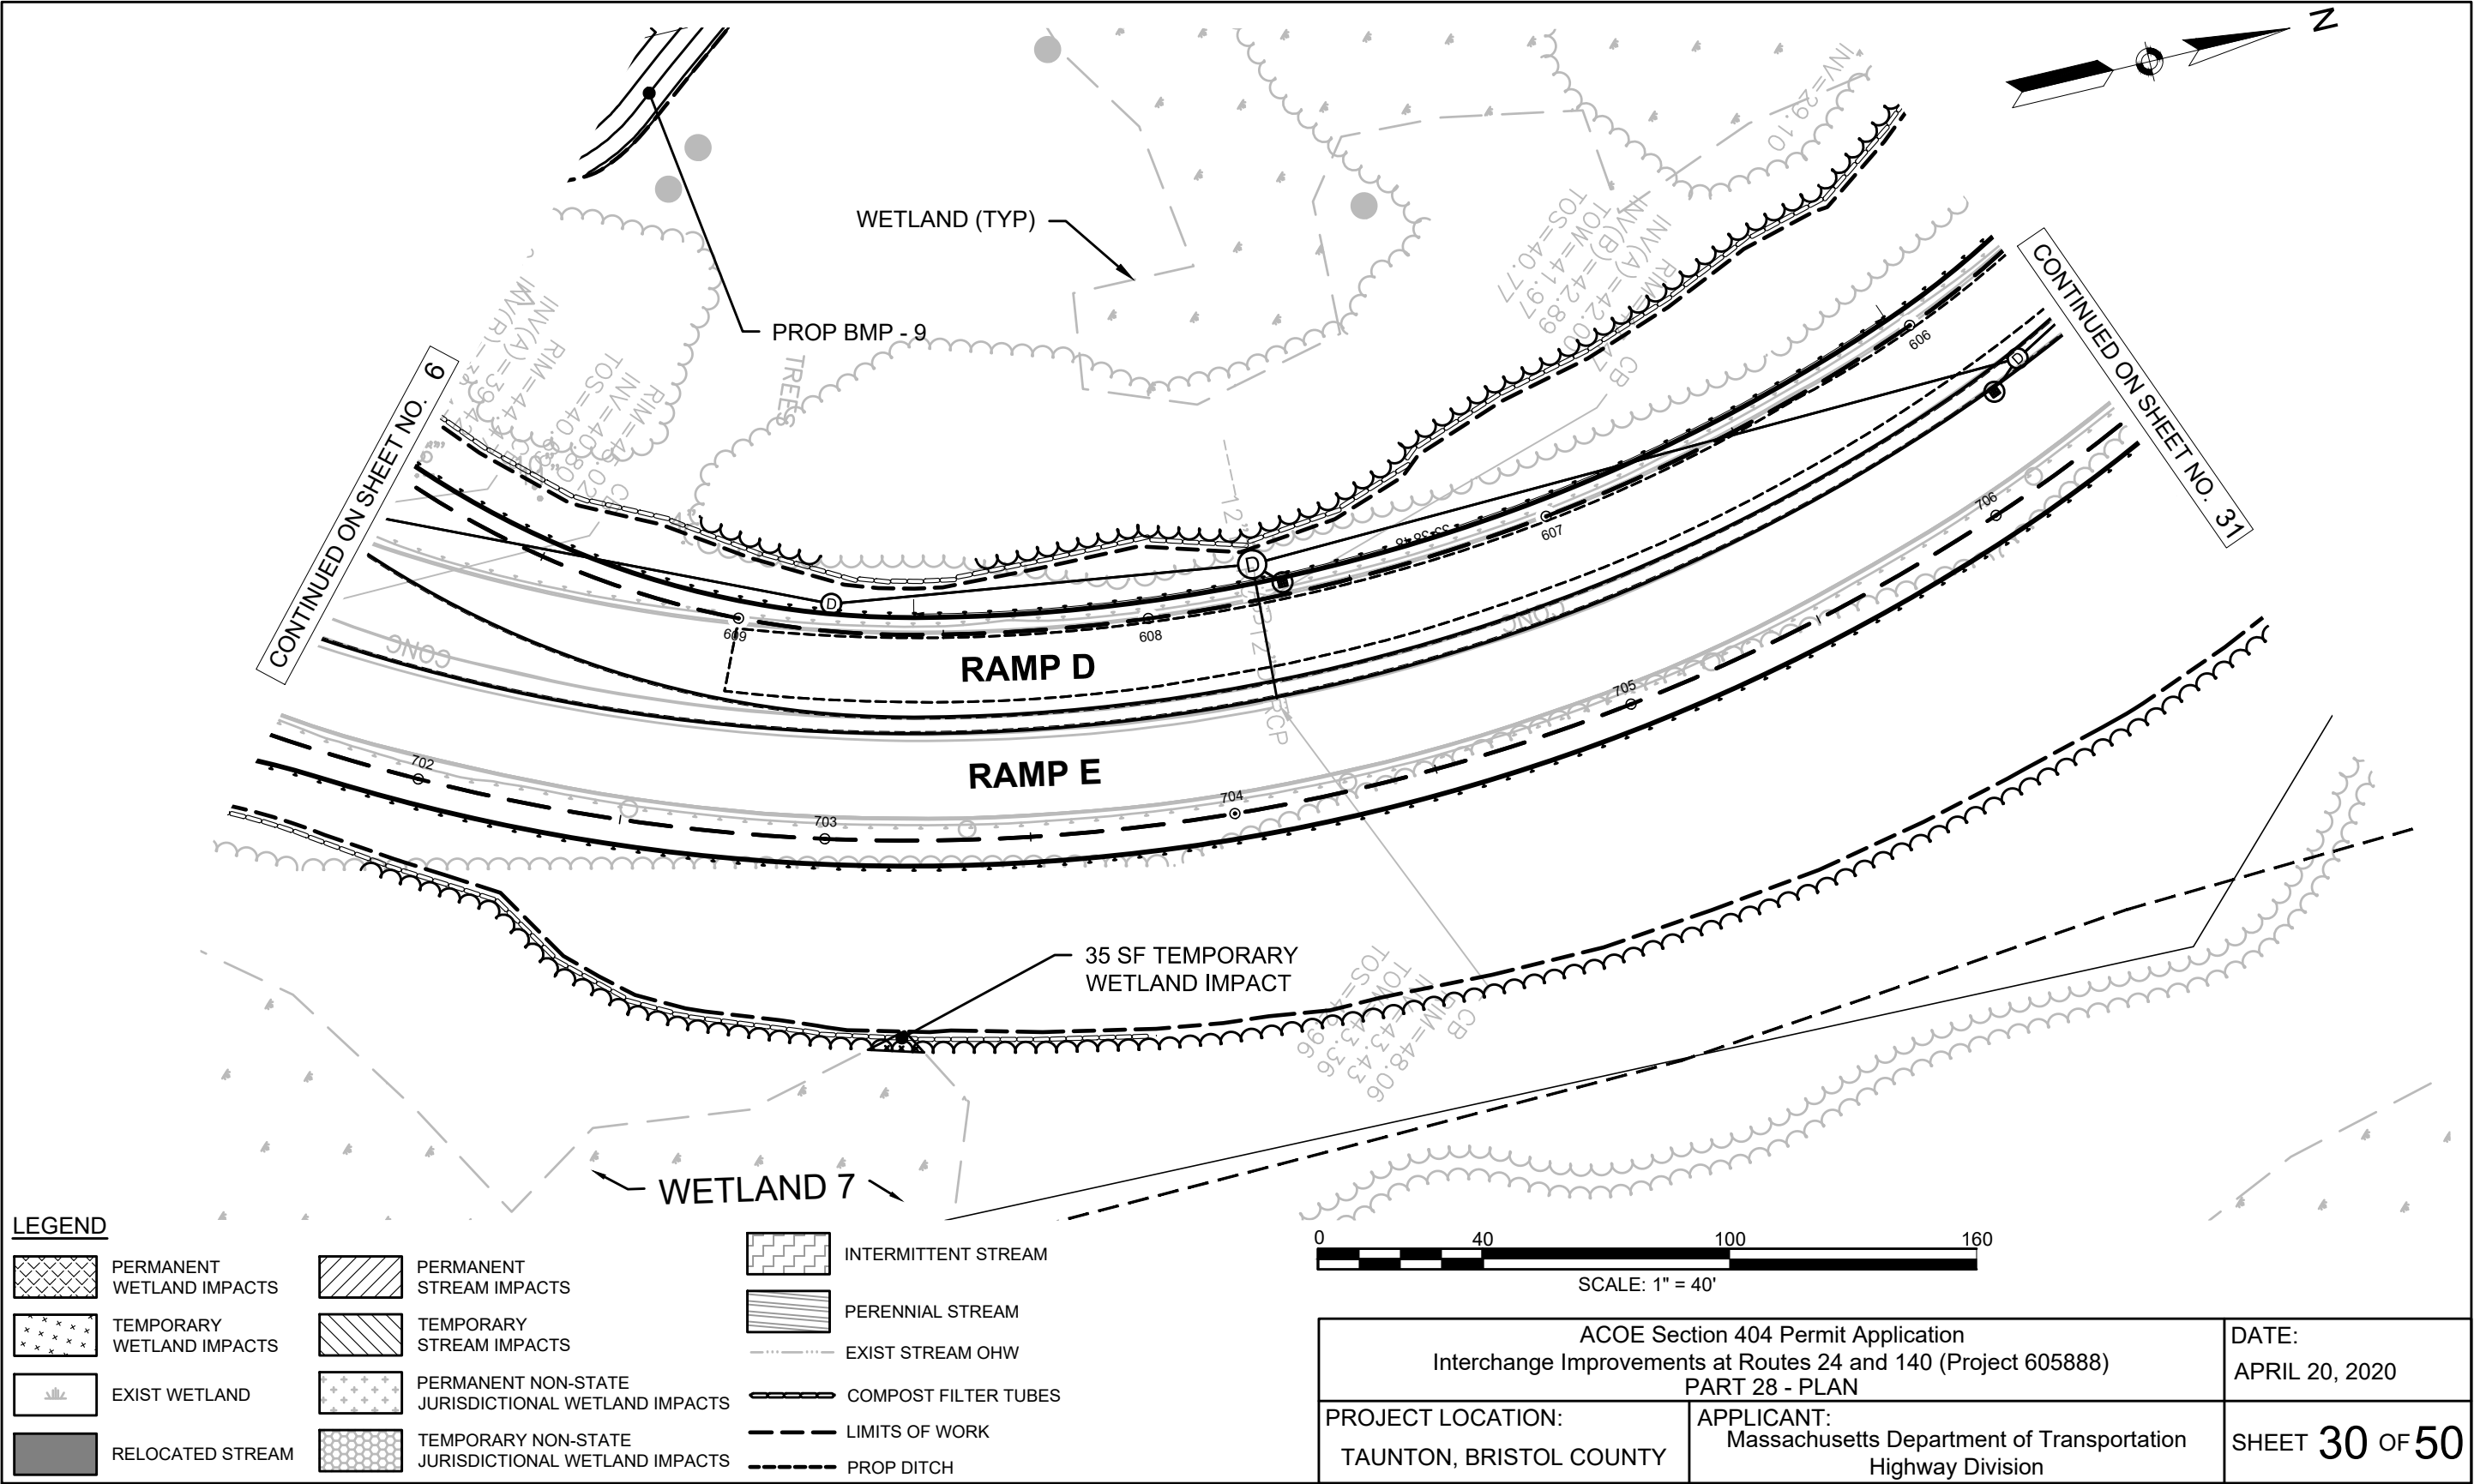 N
INV=29.10
WETLAND (TYP)
PROP BMP - 9
RIM=
INV(A)=42.0
INV(B)=42.89
TOW=41.97
TOS=40.77
CB
TREES
CONTINUED ON SHEET NO. 6
CONTINUED ON SHEET NO. 31
606
607
608
609
706
705
704
703
702
CONC
CONC
RAMP D
RAMP E
35 SF TEMPORARY
WETLAND IMPACT
CB
RIM=48.06
INV=43.43
TOW=43.36
WETLAND 7
LEGEND
PERMANENT
WETLAND IMPACTS
TEMPORARY
WETLAND IMPACTS
EXIST WETLAND
RELOCATED STREAM
PERMANENT
STREAM IMPACTS
TEMPORARY
STREAM IMPACTS
PERMANENT NON-STATE
JURISDICTIONAL WETLAND IMPACTS
TEMPORARY NON-STATE
JURISDICTIONAL WETLAND IMPACTS
INTERMITTENT STREAM
PERENNIAL STREAM
EXIST STREAM OHW
COMPOST FILTER TUBES
LIMITS OF WORK
PROP DITCH
0 40 100 160
SCALE: 1" = 40'
ACOE Section 404 Permit Application
Interchange Improvements at Routes 24 and 140 (Project 605888)
PART 28 - PLAN
DATE:
APRIL 20, 2020
PROJECT LOCATION:
TAUNTON, BRISTOL COUNTY
APPLICANT:
Massachusetts Department of Transportation
Highway Division
SHEET 30 OF 50